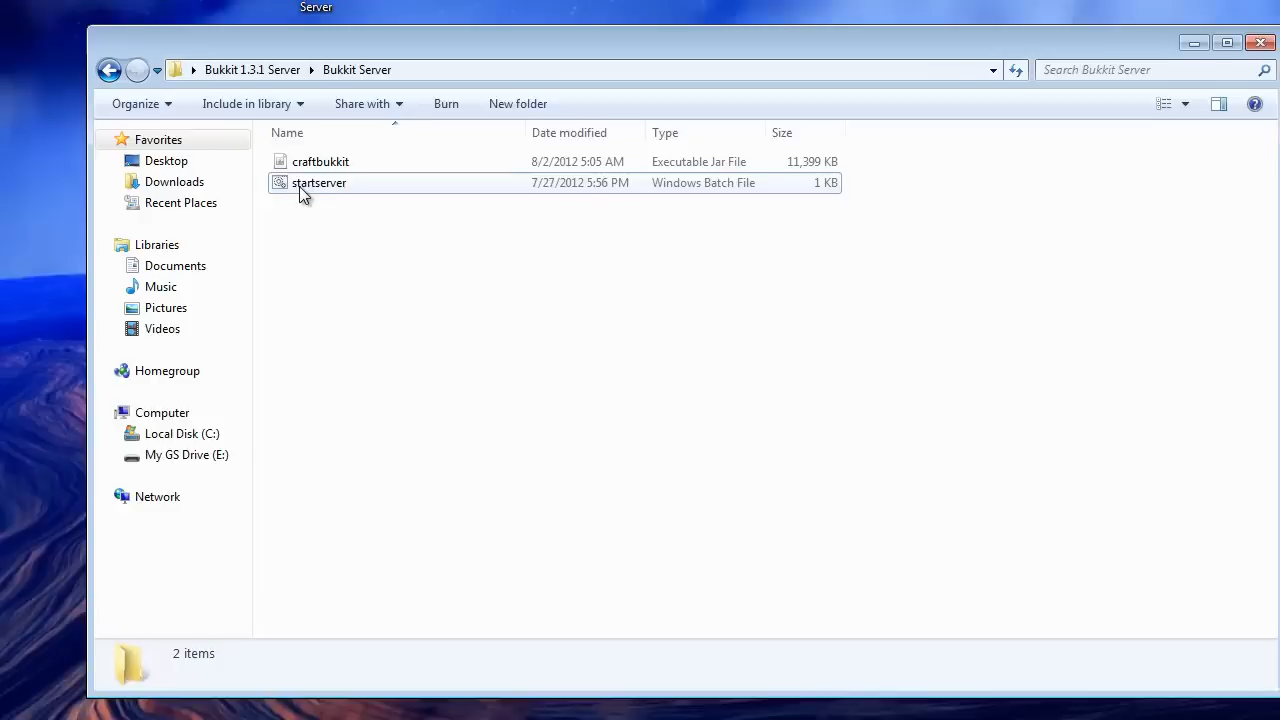 Server
Bukkit 1.3.1 Server Bukkit Server
Search Bukkit Server
Organize Include in library Share with Burn New folder
Name Date modified Type Size
craftbukkit 8/2/2012 5:05 AM Executable Jar File 11,399 KB
startserver 7/27/2012 5:56 PM Windows Batch File 1 KB
Favorites
Desktop
Downloads
Recent Places
Libraries
Documents
Music
Pictures
Videos
Homegroup
Computer
Local Disk (C:)
My GS Drive (E:)
Network
2 items